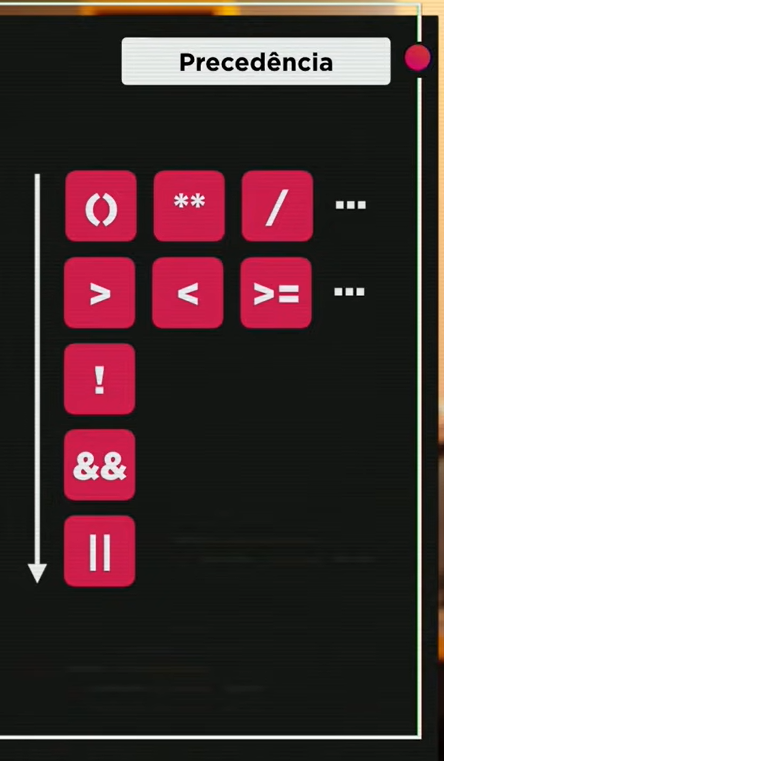 Precedência
() ** / ...
> < >= ...
!
&&
||